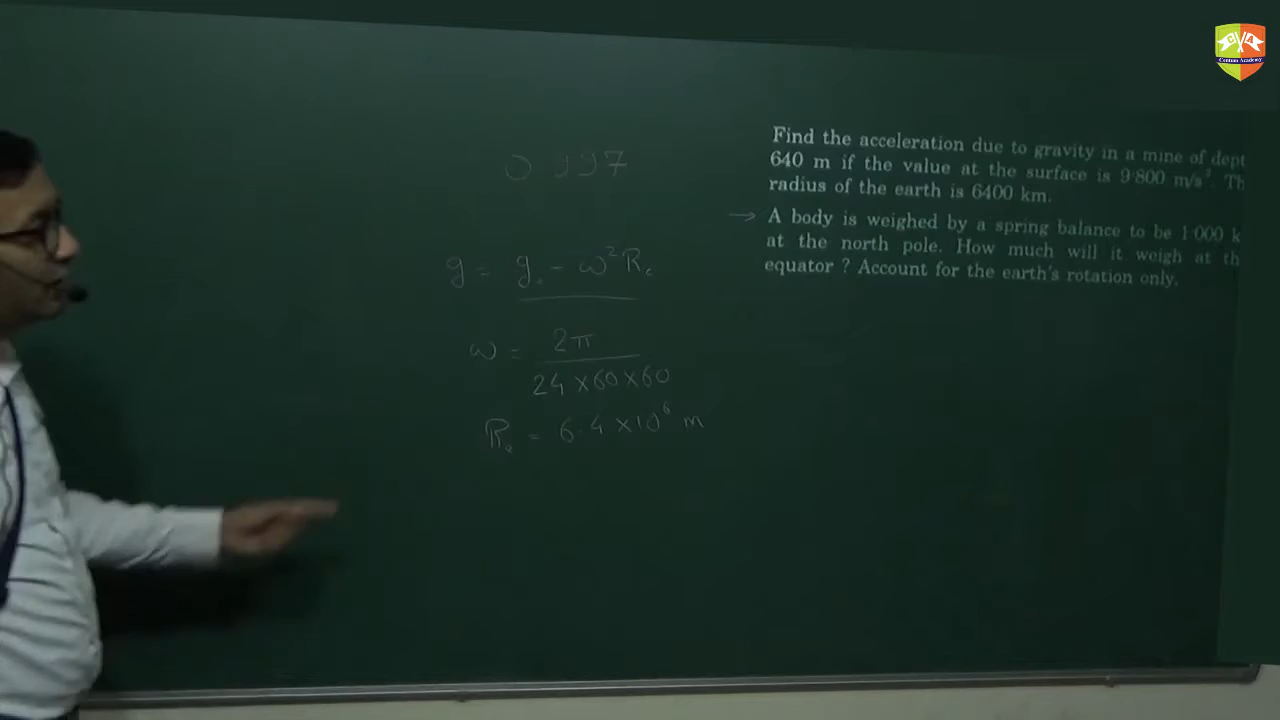 Centum Academy
0.997
g = g₀ - ω²Rₑ
ω = 2π
24 × 60 × 60
Rₑ = 6.4 × 10⁶ m
Find the acceleration due to gravity in a mine of dept
640 m if the value at the surface is 9·800 m/s². Th
radius of the earth is 6400 km.
→ A body is weighed by a spring balance to be 1·000 k
at the north pole. How much will it weigh at th
equator ? Account for the earth's rotation only.